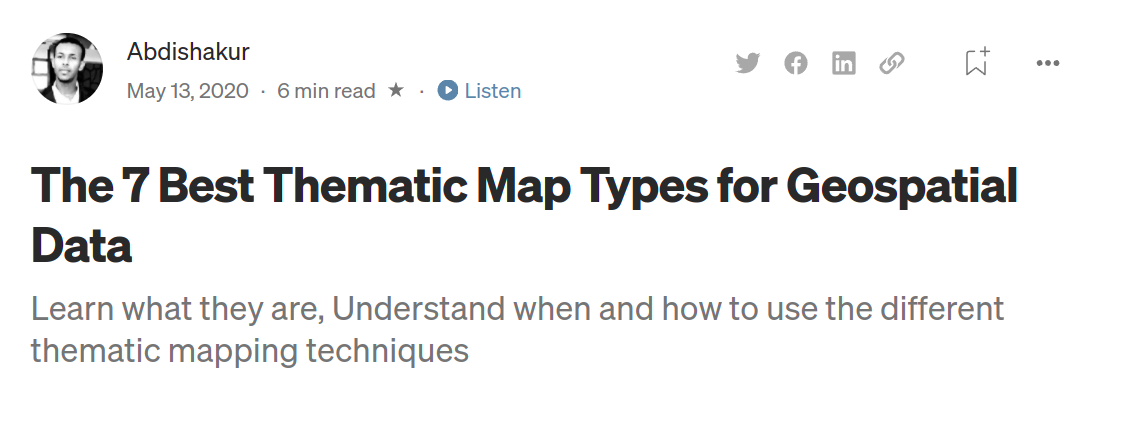 Abdishakur
May 13, 2020 · 6 min read ★ · Listen
The 7 Best Thematic Map Types for Geospatial
Data
Learn what they are, Understand when and how to use the different
thematic mapping techniques